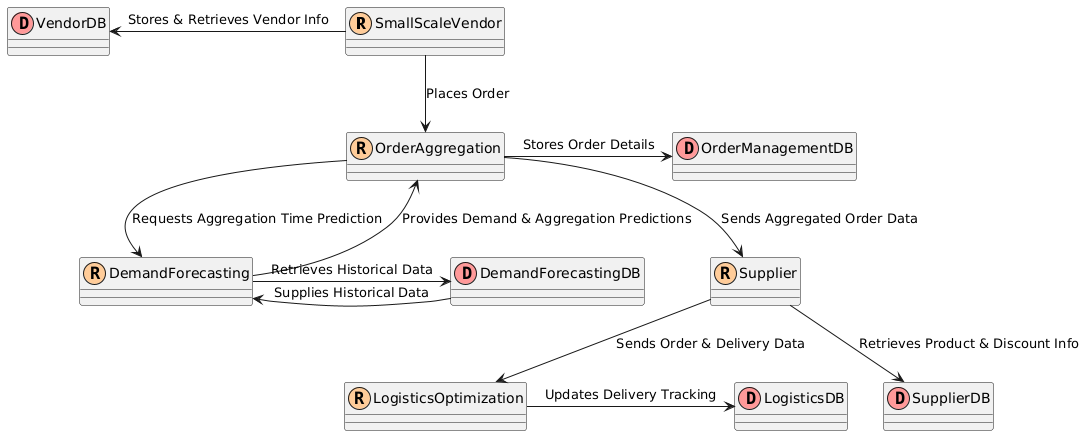 D VendorDB
Stores & Retrieves Vendor Info
R SmallScaleVendor
Places Order
R OrderAggregation
Stores Order Details
D OrderManagementDB
Requests Aggregation Time Prediction
Provides Demand & Aggregation Predictions
Sends Aggregated Order Data
R DemandForecasting
Retrieves Historical Data
Supplies Historical Data
D DemandForecastingDB
R Supplier
Sends Order & Delivery Data
Retrieves Product & Discount Info
R LogisticsOptimization
Updates Delivery Tracking
D LogisticsDB
D SupplierDB